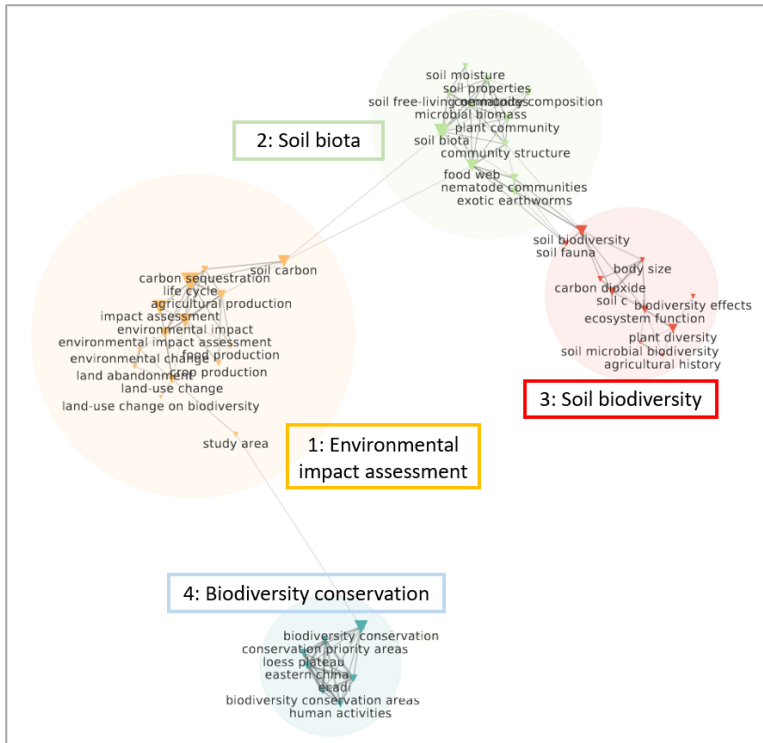 soil moisture
soil properties
soil free-living nematodes
community composition
microbial biomass
plant community
2: Soil biota
soil biota
community structure
food web
nematode communities
exotic earthworms
soil biodiversity
soil fauna
soil carbon
body size
carbon sequestration
carbon dioxide
life cycle
soil c
agricultural production
biodiversity effects
impact assessment
ecosystem function
environmental impact
plant diversity
environmental impact assessment
soil microbial biodiversity
environmental change
food production
agricultural history
land abandonment
crop production
land-use change
3: Soil biodiversity
land-use change on biodiversity
study area
1: Environmental
impact assessment
4: Biodiversity conservation
biodiversity conservation
conservation priority areas
loess plateau
eastern china
ecadi
biodiversity conservation areas
human activities